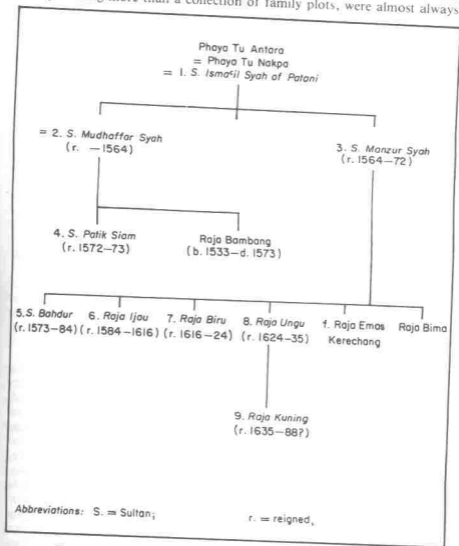 more than a collection of family plots, were almost always
Phaya Tu Antara
= Phaya Tu Nakpa
= 1. S. Ismaᶜil Syah of Patani
= 2. S. Mudhaffar Syah
(r. —1564)
3. S. Manzur Syah
(r. 1564—72)
4. S. Patik Siam
(r. 1572—73)
Raja Bambang
(b. 1533—d. 1573)
5. S. Bahdur
(r. 1573—84)
6. Raja Ijau
(r. 1584—1616)
7. Raja Biru
(r. 1616—24)
8. Raja Ungu
(r. 1624—35)
f. Raja Emas
Kerechang
Raja Bima
9. Raja Kuning
(r. 1635—88?)
Abbreviations: S. = Sultan; r. = reigned,